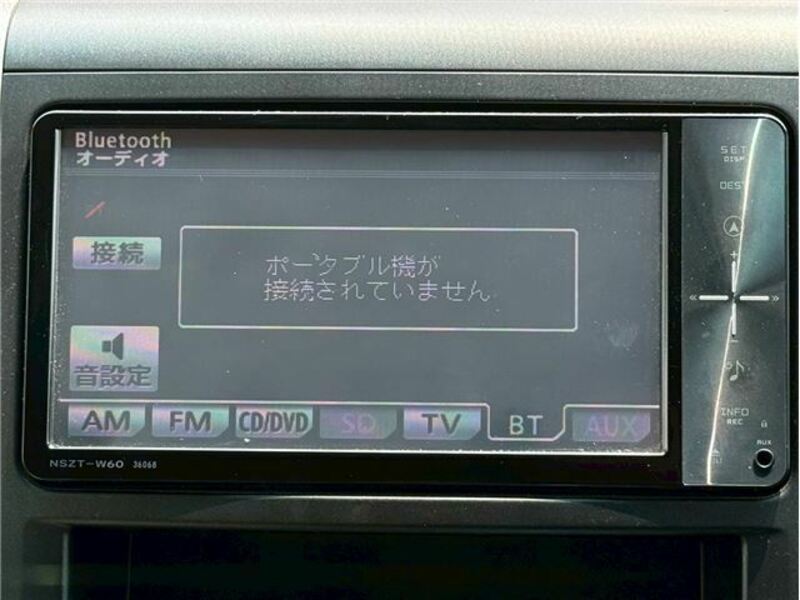 Bluetooth
オーディオ
接続
ポータブル機が
接続されていません
音設定
AM FM CD/DVD SD TV BT AUX
NSZT-W60 36068
SET
DISP
DEST
INFO
REC
AUX